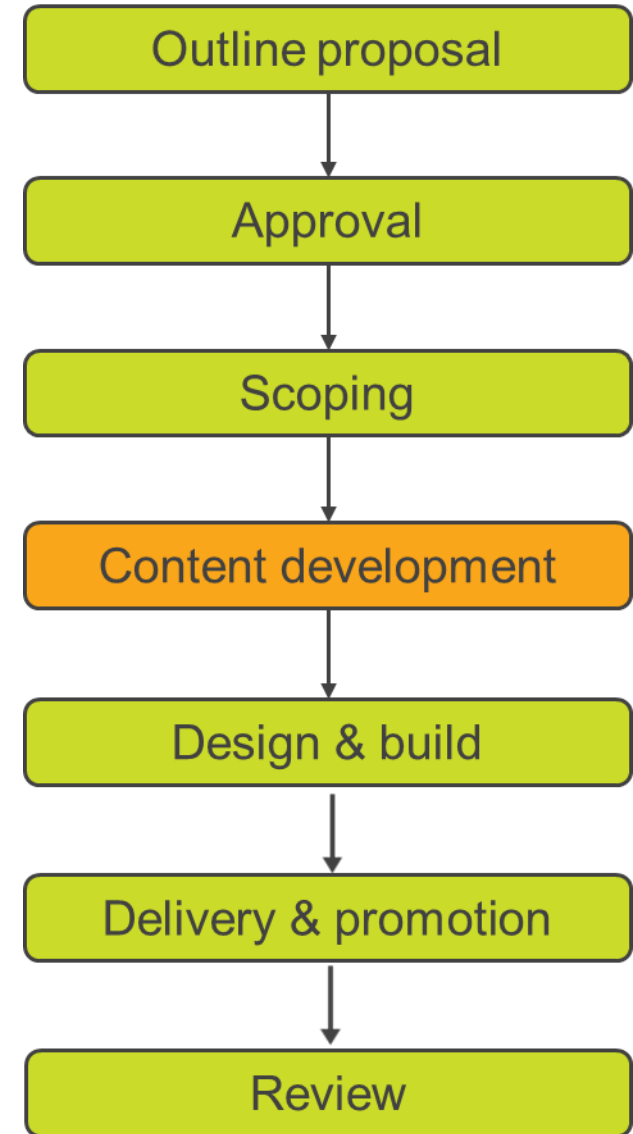 Outline proposal
Approval
Scoping
Content development
Design & build
Delivery & promotion
Review